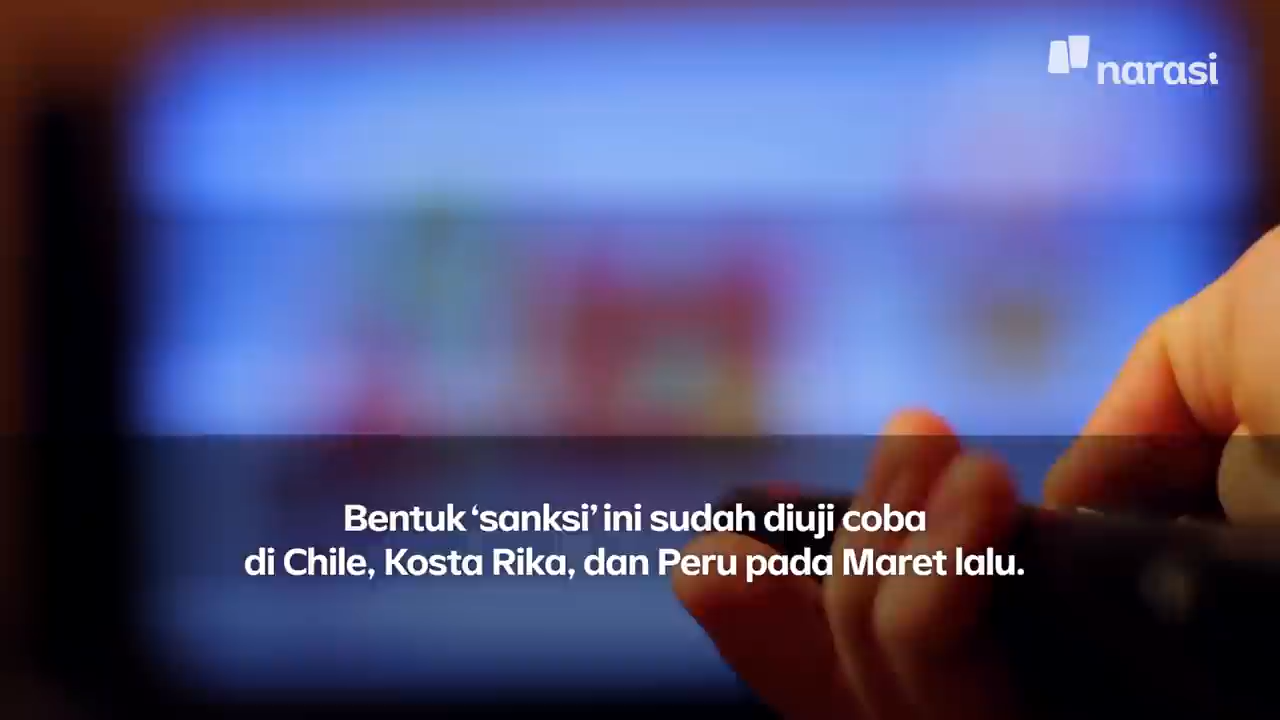 narasi
Bentuk ‘sanksi’ ini sudah diuji coba
di Chile, Kosta Rika, dan Peru pada Maret lalu.